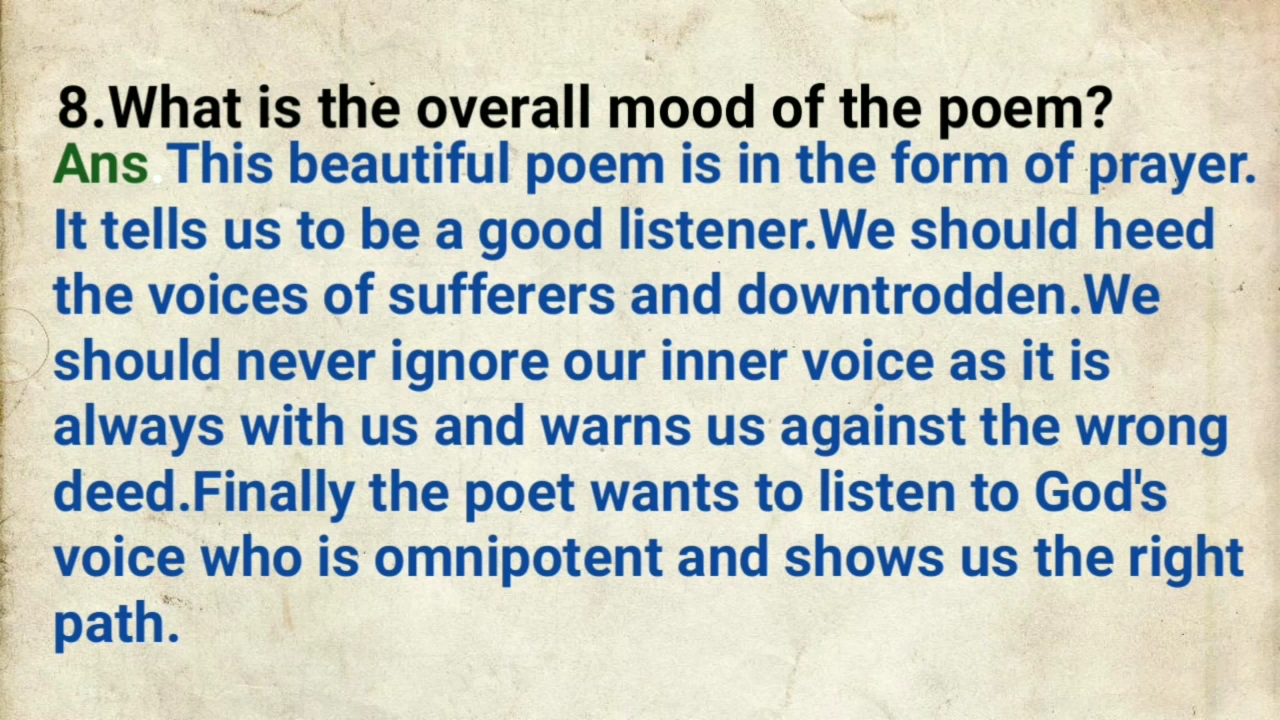 8.What is the overall mood of the poem?
Ans.This beautiful poem is in the form of prayer.
It tells us to be a good listener.We should heed
the voices of sufferers and downtrodden.We
should never ignore our inner voice as it is
always with us and warns us against the wrong
deed.Finally the poet wants to listen to God's
voice who is omnipotent and shows us the right
path.